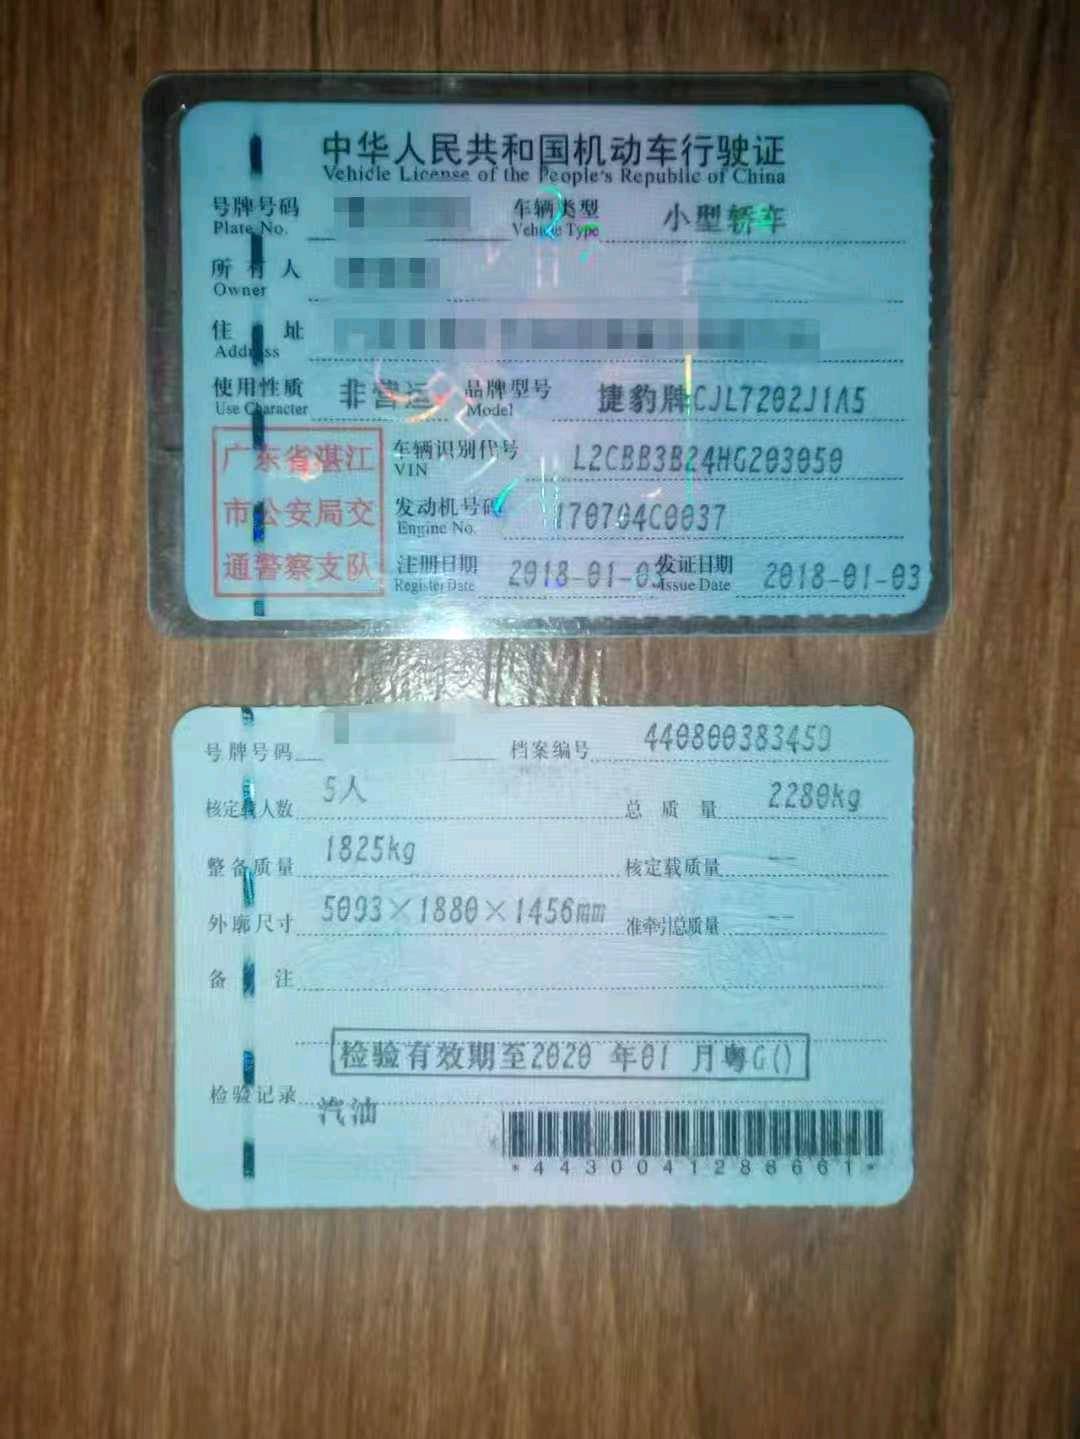 中华人民共和国机动车行驶证
Vehicle License of the People's Republic of China
号牌号码 车辆类型 小型轿车
Plate No. Vehicle Type
所有人
Owner
住址
Address
使用性质 非营运 品牌型号 捷豹牌CJL7202J1A5
Use Character Model
广东省湛江
市公安局交
通警察支队
车辆识别代号 L2CBB3B24HG203050
VIN
发动机号码 170704C0037
Engine No.
注册日期 2018-01-03 发证日期 2018-01-03
Register Date Issue Date
号牌号码 档案编号 440800383459
核定载人数 5人 总质量 2280kg
整备质量 1825kg 核定载质量 --
外廓尺寸 5093×1880×1456mm 准牵引总质量 --
备注
检验有效期至2020 年01 月粤G()
检验记录
汽油
*4430041288661*